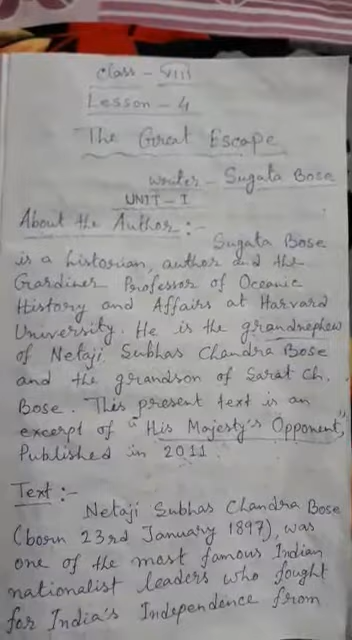 Class - VIII
Lesson - 4
The Great Escape
writer - Sugata Bose
UNIT - I
About the Author :-
Sugata Bose
is a historian, author and the
Gardiner Professor of Oceanic
History and Affairs at Harvard
University. He is the grandnephew
of Netaji Subhas Chandra Bose
and the grandson of Sarat Ch.
Bose. This present text is an
excerpt of "His Majesty's Opponent",
Published in 2011.
Text :-
Netaji Subhas Chandra Bose
(born 23rd January 1897), was
one of the most famous Indian
nationalist leaders who fought
for India's Independence from